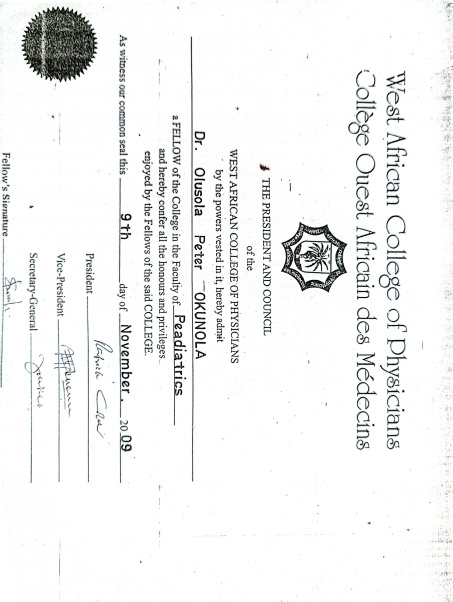 West African College of Physicians
Collège Ouest Africain des Médecins
THE PRESIDENT AND COUNCIL
of the
WEST AFRICAN COLLEGE OF PHYSICIANS
by the powers vested in it, hereby admit
Dr. Olusola Peter OKUNOLA
a FELLOW of the College in the Faculty of Peadiatrics
and hereby confer all the honours and privileges
enjoyed by the Fellows of the said COLLEGE.
As witness our common seal this 9th day of November. 2009
President
Vice-President
Secretary-General
Fellow's Signature